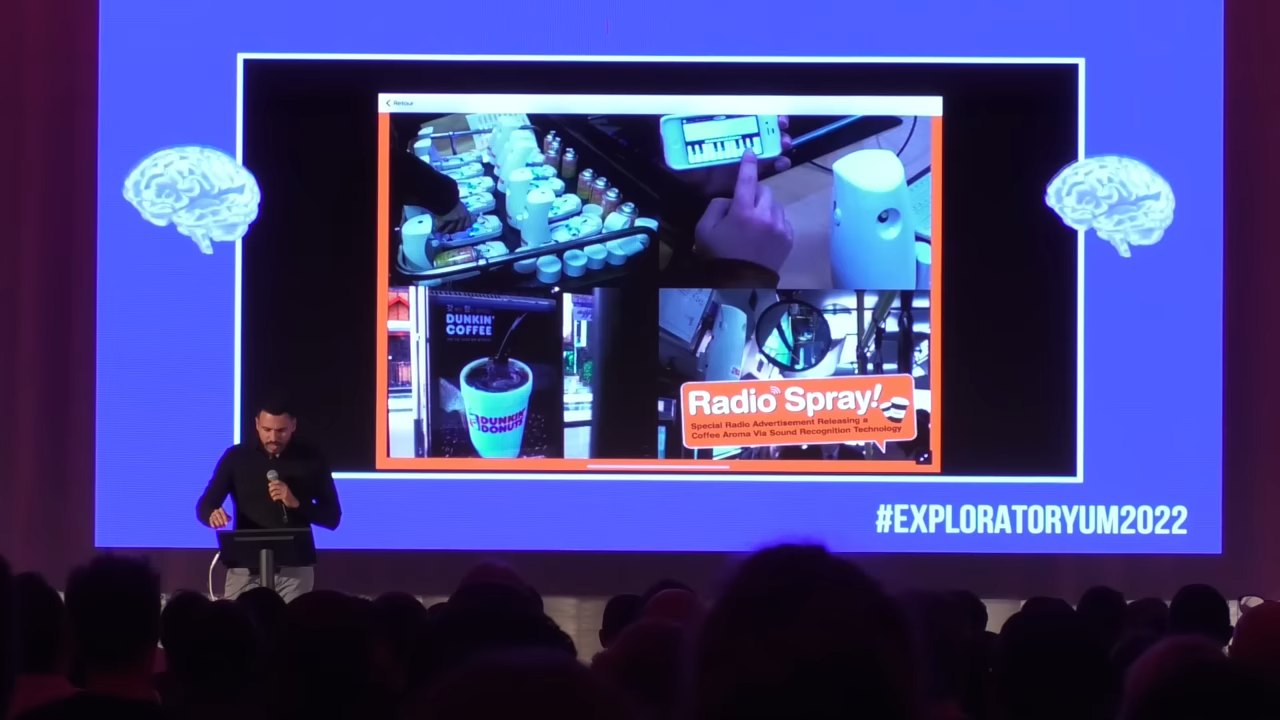 Retour
DUNKIN'
COFFEE
DUNKIN'
DONUTS
Radio Spray!
Special Radio Advertisement Releasing a
Coffee Aroma Via Sound Recognition Technology
#EXPLORATORYUM2022